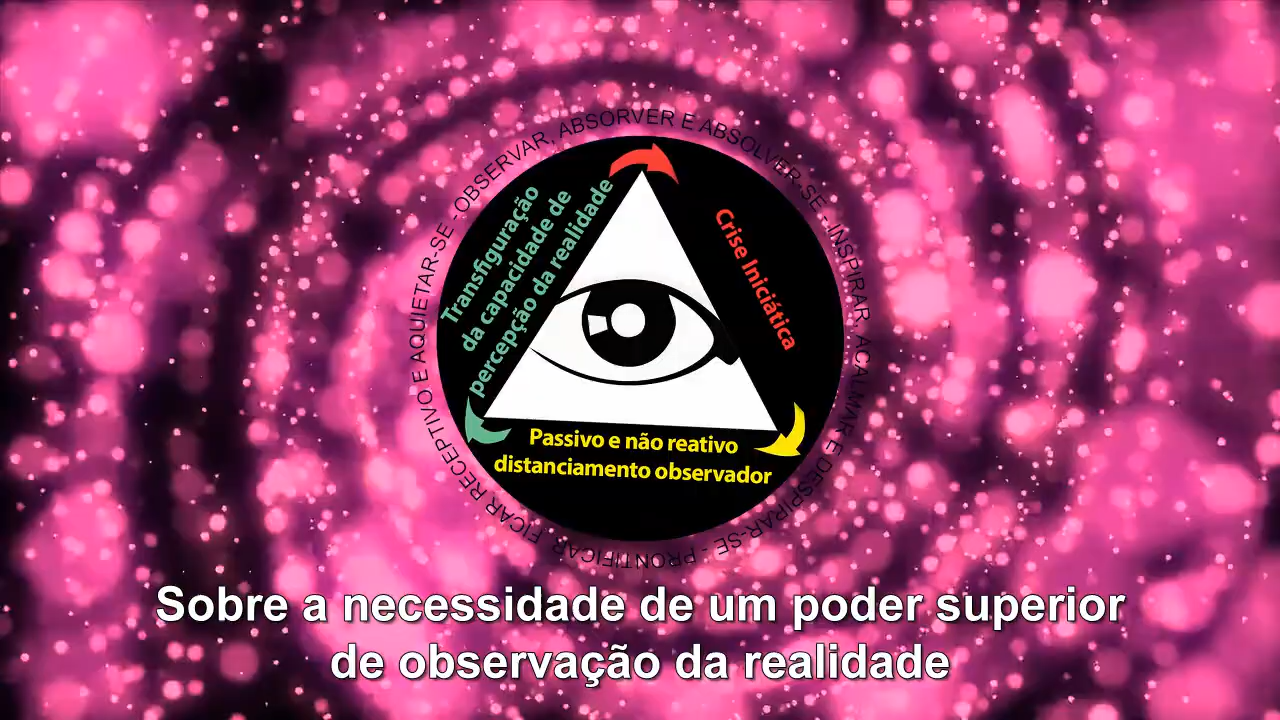 OBSERVAR, ABSORVER E ABSOLVER-SE - INSPIRAR, ACALMAR E DESPIRAR-SE - PRONTIFICAR, FICAR RECEPTIVO E AQUIETAR-SE -
Transfiguração
da capacidade de
percepção da realidade
Crise Iniciática
Passivo e não reativo
distanciamento observador
Sobre a necessidade de um poder superior
de observação da realidade